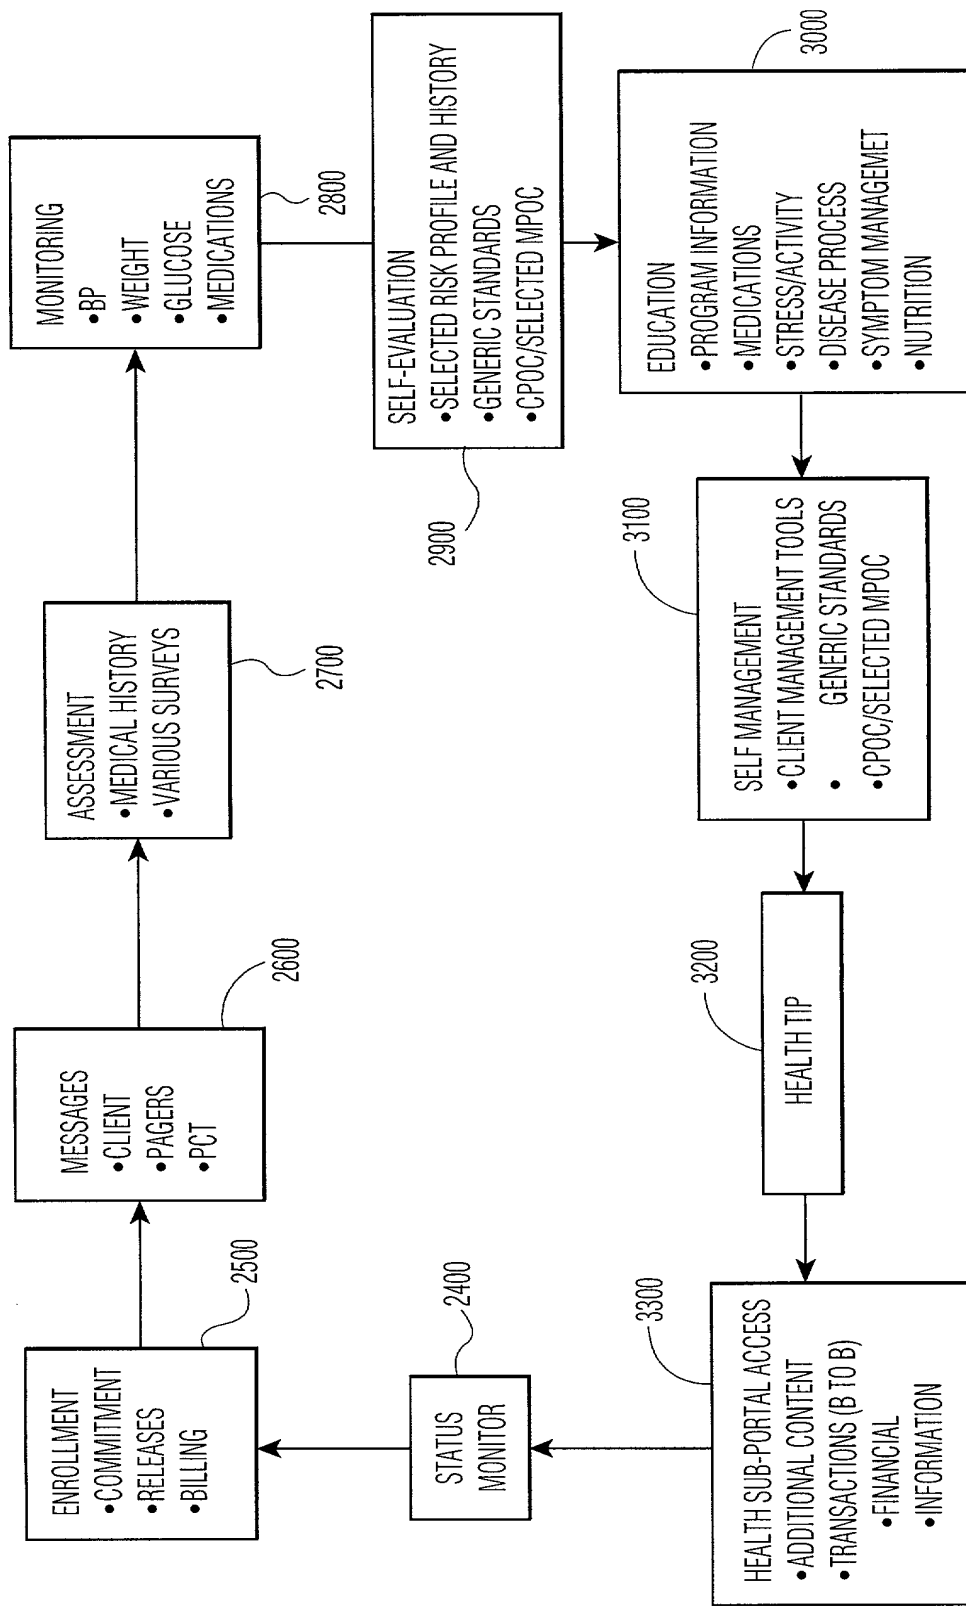 ENROLLMENT
• COMMITMENT
• RELEASES
• BILLING
2500
MESSAGES
• CLIENT
• PAGERS
• PCT
2600
ASSESSMENT
• MEDICAL HISTORY
• VARIOUS SURVEYS
2700
MONITORING
• BP
• WEIGHT
• GLUCOSE
• MEDICATIONS
2800
SELF-EVALUATION
• SELECTED RISK PROFILE AND HISTORY
• GENERIC STANDARDS
• CPOC/SELECTED MPOC
2900
EDUCATION
• PROGRAM INFORMATION
• MEDICATIONS
• STRESS/ACTIVITY
• DISEASE PROCESS
• SYMPTOM MANAGEMET
• NUTRITION
3000
SELF MANAGEMENT
• CLIENT MANAGEMENT TOOLS
• GENERIC STANDARDS
• CPOC/SELECTED MPOC
3100
HEALTH TIP
3200
HEALTH SUB-PORTAL ACCESS
• ADDITIONAL CONTENT
• TRANSACTIONS (B TO B)
• FINANCIAL
• INFORMATION
3300
STATUS
MONITOR
2400